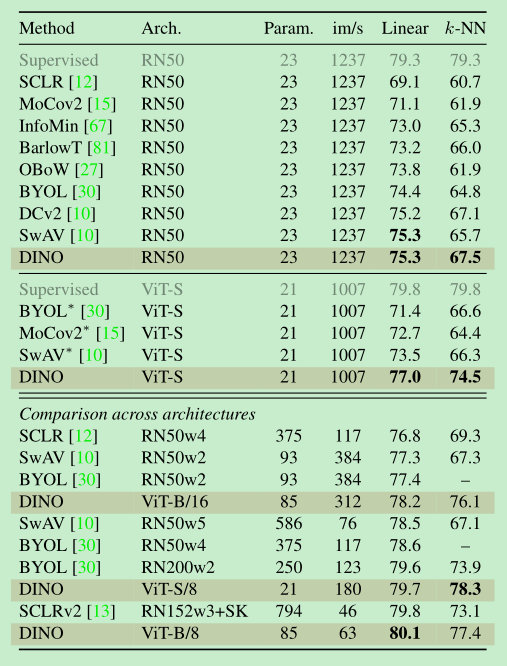 Method Arch. Param. im/s Linear k-NN
Supervised RN50 23 1237 79.3 79.3
SCLR [12] RN50 23 1237 69.1 60.7
MoCov2 [15] RN50 23 1237 71.1 61.9
InfoMin [67] RN50 23 1237 73.0 65.3
BarlowT [81] RN50 23 1237 73.2 66.0
OBoW [27] RN50 23 1237 73.8 61.9
BYOL [30] RN50 23 1237 74.4 64.8
DCv2 [10] RN50 23 1237 75.2 67.1
SwAV [10] RN50 23 1237 75.3 65.7
DINO RN50 23 1237 75.3 67.5
Supervised ViT-S 21 1007 79.8 79.8
BYOL* [30] ViT-S 21 1007 71.4 66.6
MoCov2* [15] ViT-S 21 1007 72.7 64.4
SwAV* [10] ViT-S 21 1007 73.5 66.3
DINO ViT-S 21 1007 77.0 74.5
Comparison across architectures
SCLR [12] RN50w4 375 117 76.8 69.3
SwAV [10] RN50w2 93 384 77.3 67.3
BYOL [30] RN50w2 93 384 77.4 –
DINO ViT-B/16 85 312 78.2 76.1
SwAV [10] RN50w5 586 76 78.5 67.1
BYOL [30] RN50w4 375 117 78.6 –
BYOL [30] RN200w2 250 123 79.6 73.9
DINO ViT-S/8 21 180 79.7 78.3
SCLRv2 [13] RN152w3+SK 794 46 79.8 73.1
DINO ViT-B/8 85 63 80.1 77.4